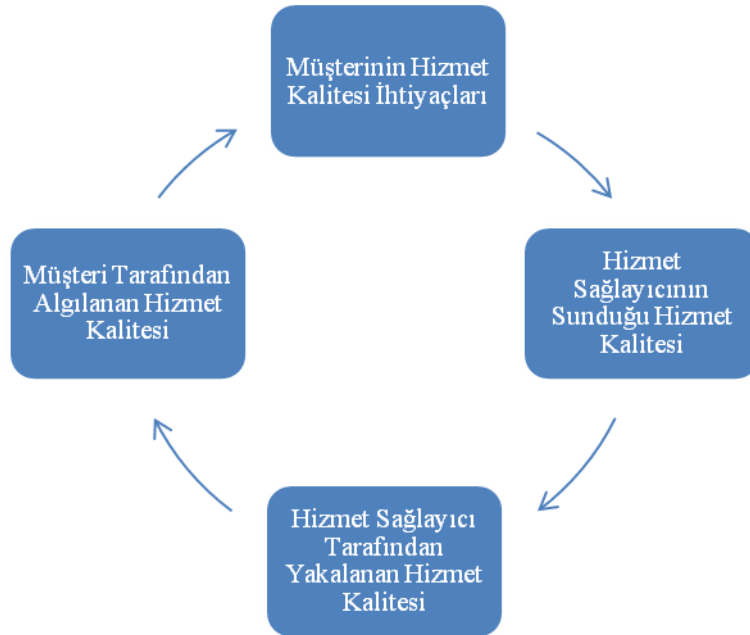 Müşterinin Hizmet
Kalitesi İhtiyaçları
Hizmet
Sağlayıcının
Sunduğu Hizmet
Kalitesi
Hizmet Sağlayıcı
Tarafından
Yakalanan Hizmet
Kalitesi
Müşteri Tarafından
Algılanan Hizmet
Kalitesi